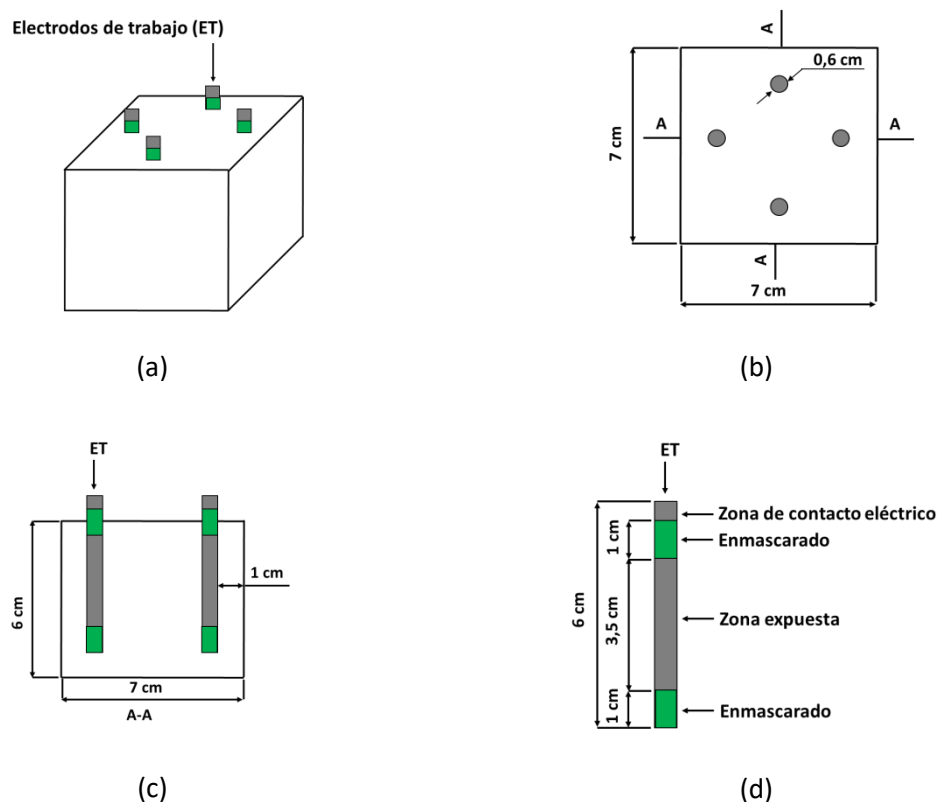 Electrodos de trabajo (ET)
(a)
A
0,6 cm
A
A
7 cm
A
7 cm
(b)
ET
1 cm
6 cm
7 cm
A-A
(c)
ET
Zona de contacto eléctrico
1 cm
Enmascarado
6 cm
3,5 cm
Zona expuesta
1 cm
Enmascarado
(d)